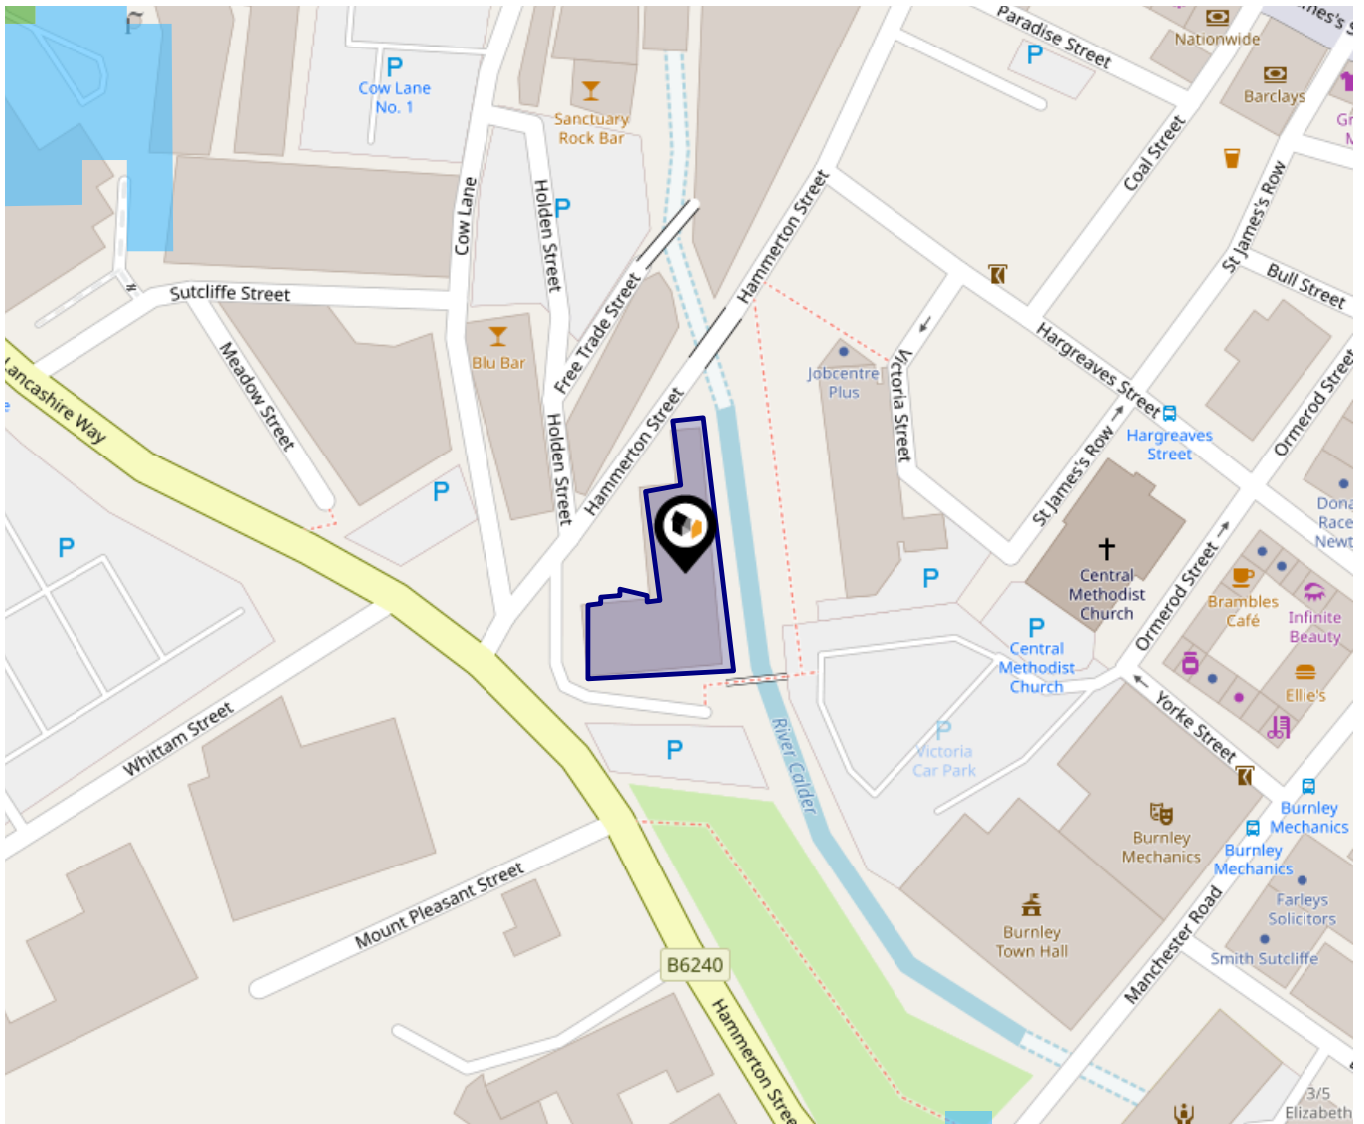 Paradise Street
Nationwide
Barclays
Cow Lane
No. 1
Sanctuary
Rock Bar
Coal Street
St James's Row
Cow Lane
Holden Street
Hammerton Street
Bull Street
Sutcliffe Street
Free Trade Street
Blu Bar
Meadow Street
Lancashire Way
Jobcentre
Plus
Victoria Street
Hargreaves Street
Ormerod Street
Hargreaves
Street
Holden Street
Hammerton Street
St James's Row
Central
Methodist
Church
Ormerod Street
Brambles
Café
Infinite
Beauty
Central
Methodist
Church
Ellie's
Yorke Street
Whittam Street
River Calder
Victoria
Car Park
Burnley
Mechanics
Burnley
Mechanics
Burnley
Mechanics
Mount Pleasant Street
Farleys
Solicitors
Burnley
Town Hall
Smith Sutcliffe
Manchester Road
B6240
Hammerton Stree
3/5
Elizabeth